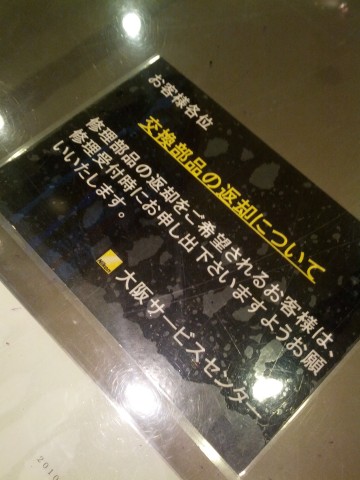 お客様各位
交換部品の返却について
修理部品の返却をご希望されるお客様は、
修理受付時にお申し出下さいますようお願
いいたします。
Nikon
大阪サービスセンター
2010